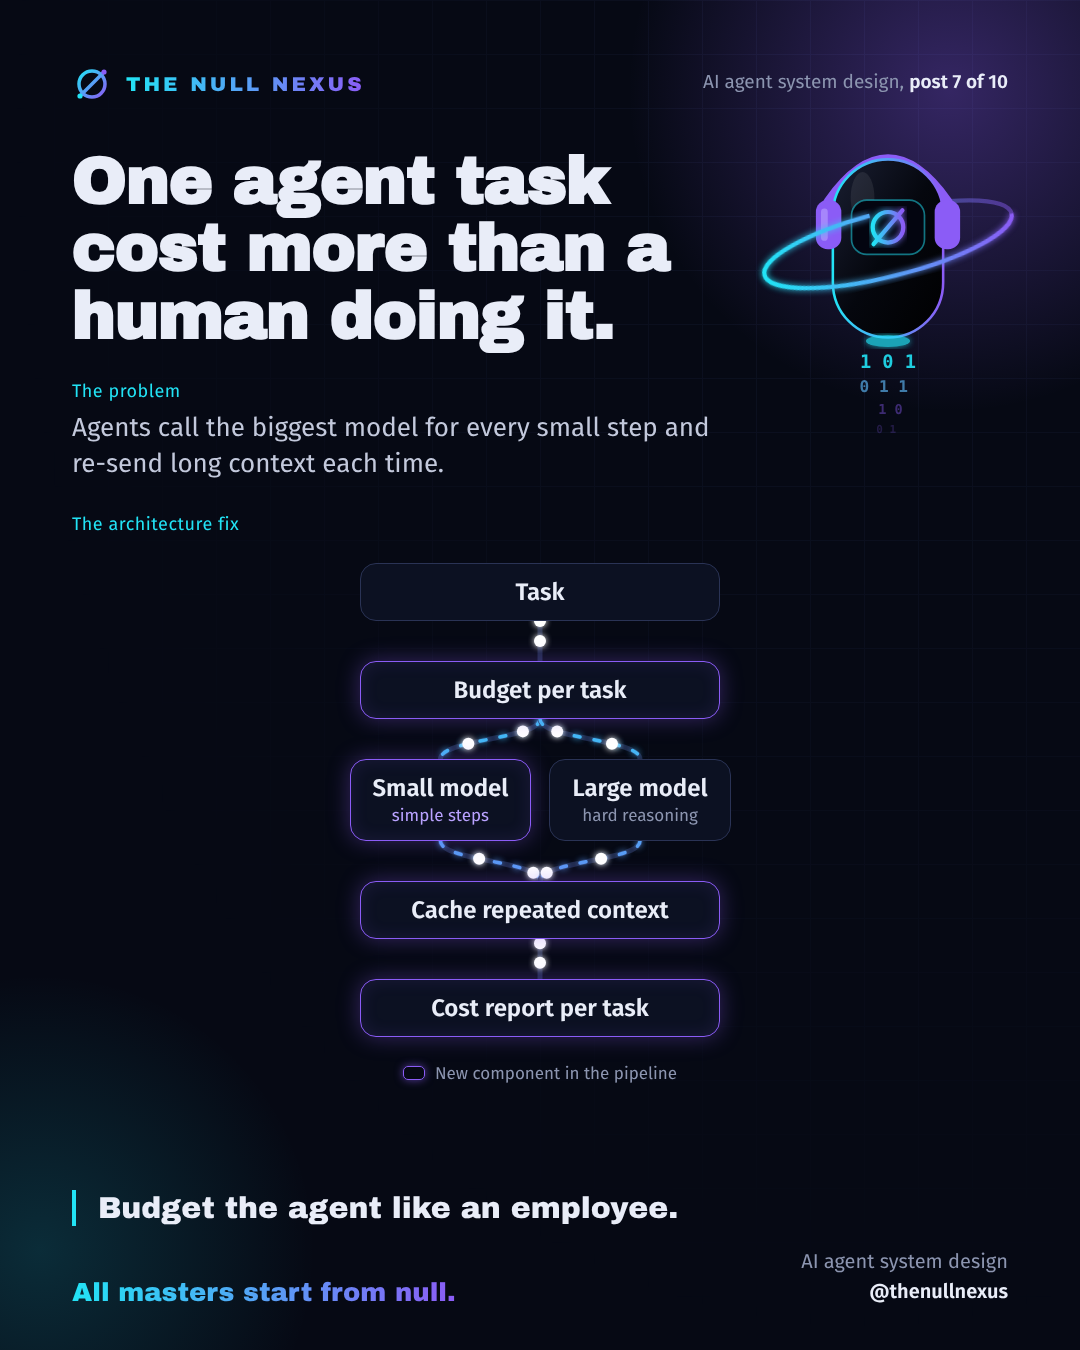 THE NULL NEXUS
AI agent system design, post 7 of 10
One agent task
cost more than a
human doing it.
1 0 1
0 1 1
1 0
0 1
The problem
Agents call the biggest model for every small step and
re-send long context each time.
The architecture fix
Task
Budget per task
Small model
simple steps
Large model
hard reasoning
Cache repeated context
Cost report per task
New component in the pipeline
Budget the agent like an employee.
AI agent system design
All masters start from null.
@thenullnexus